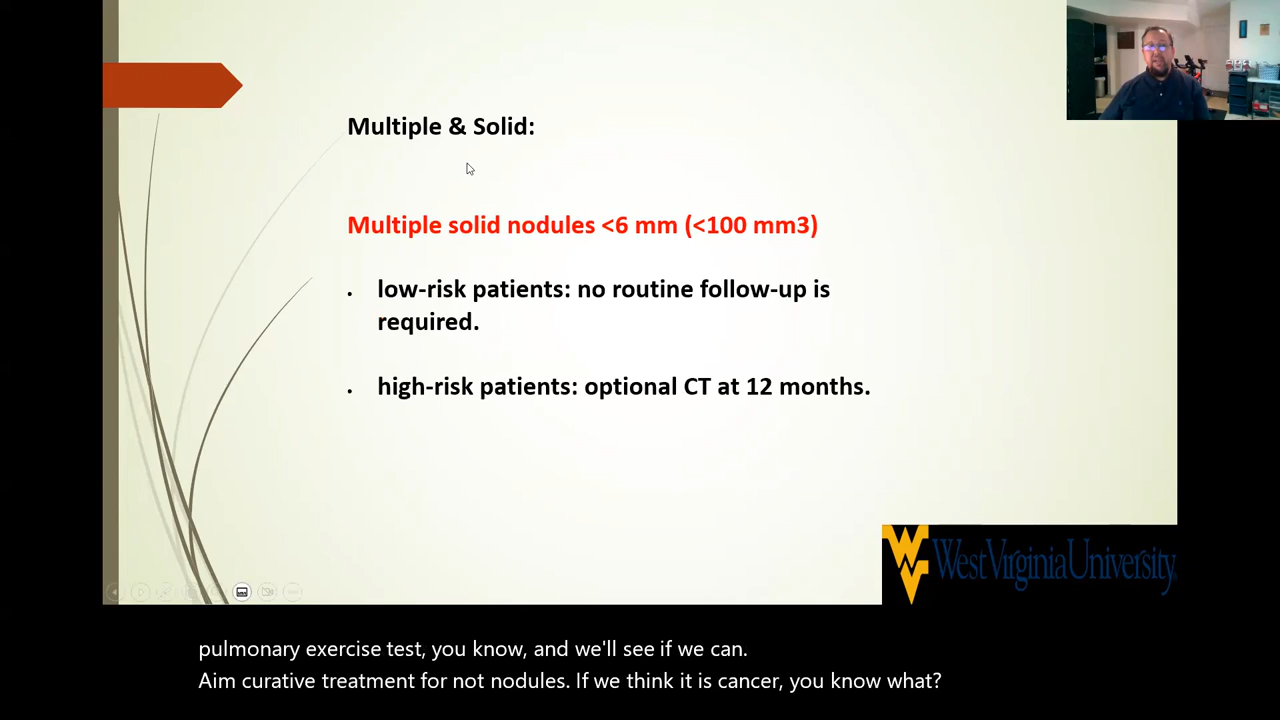 Multiple & Solid:
Multiple solid nodules <6 mm (<100 mm3)
• low-risk patients: no routine follow-up is
required.
• high-risk patients: optional CT at 12 months.
WV West Virginia University
pulmonary exercise test, you know, and we'll see if we can.
Aim curative treatment for not nodules. If we think it is cancer, you know what?